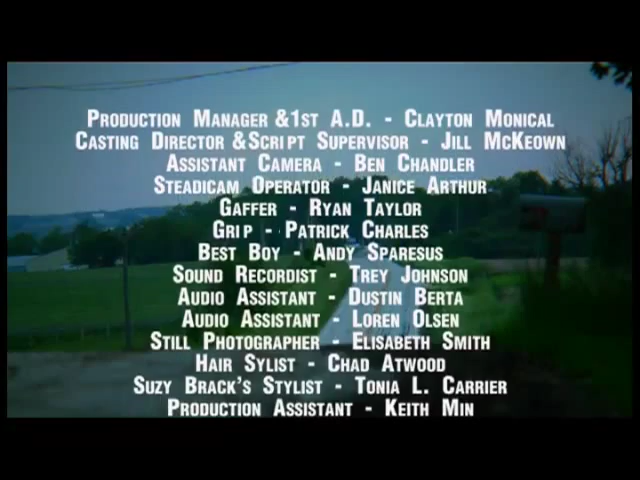 Production Manager &1st A.D. - Clayton Monical
Casting Director &Script Supervisor - Jill McKeown
Assistant Camera - Ben Chandler
Steadicam Operator - Janice Arthur
Gaffer - Ryan Taylor
Grip - Patrick Charles
Best Boy - Andy Sparesus
Sound Recordist - Trey Johnson
Audio Assistant - Dustin Berta
Audio Assistant - Loren Olsen
Still Photographer - Elisabeth Smith
Hair Sylist - Chad Atwood
Suzy Brack's Stylist - Tonia L. Carrier
Production Assistant - Keith Min